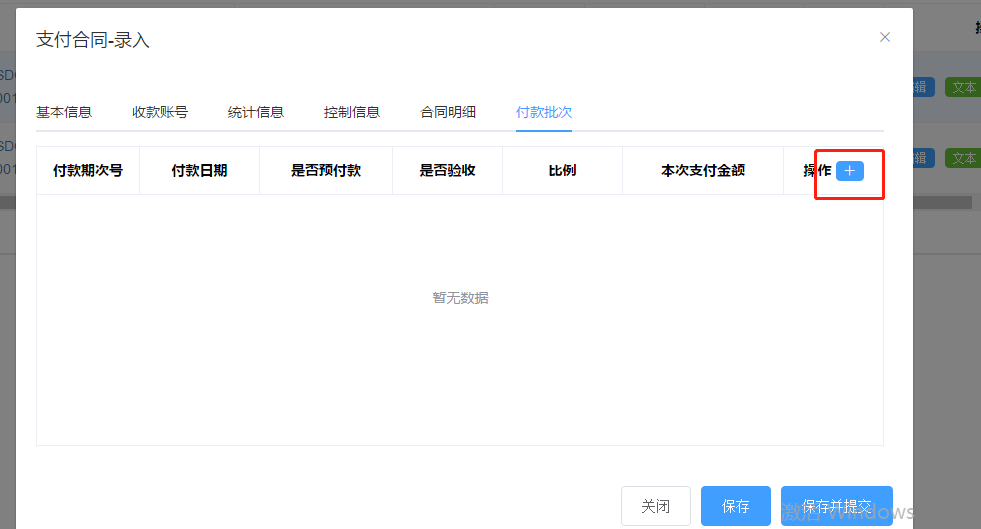 支付合同-录入
基本信息 收款账号 统计信息 控制信息 合同明细 付款批次
付款期次号 付款日期 是否预付款 是否验收 比例 本次支付金额 操作
暂无数据
关闭 保存 保存并提交
激活 Windows
辑 文本
辑 文本